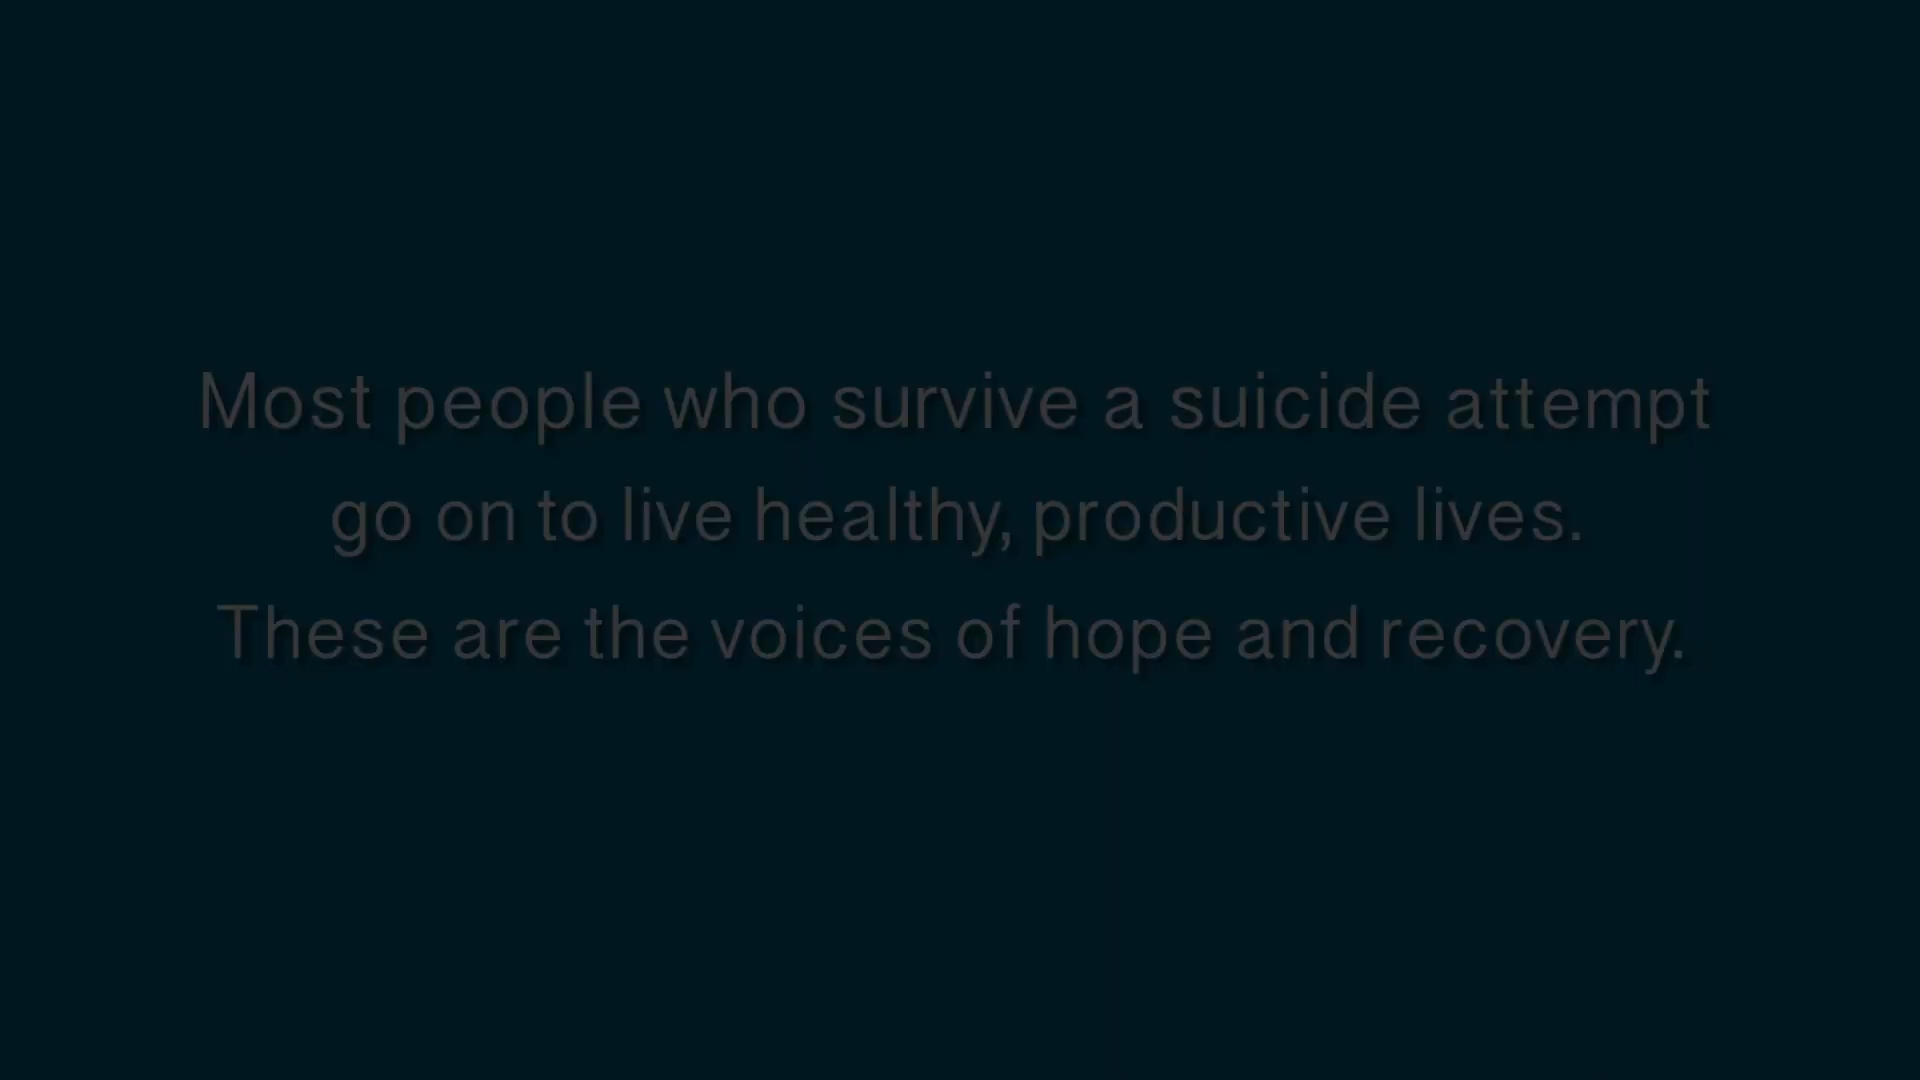 Most people who survive a suicide attempt
go on to live healthy, productive lives.
These are the voices of hope and recovery.